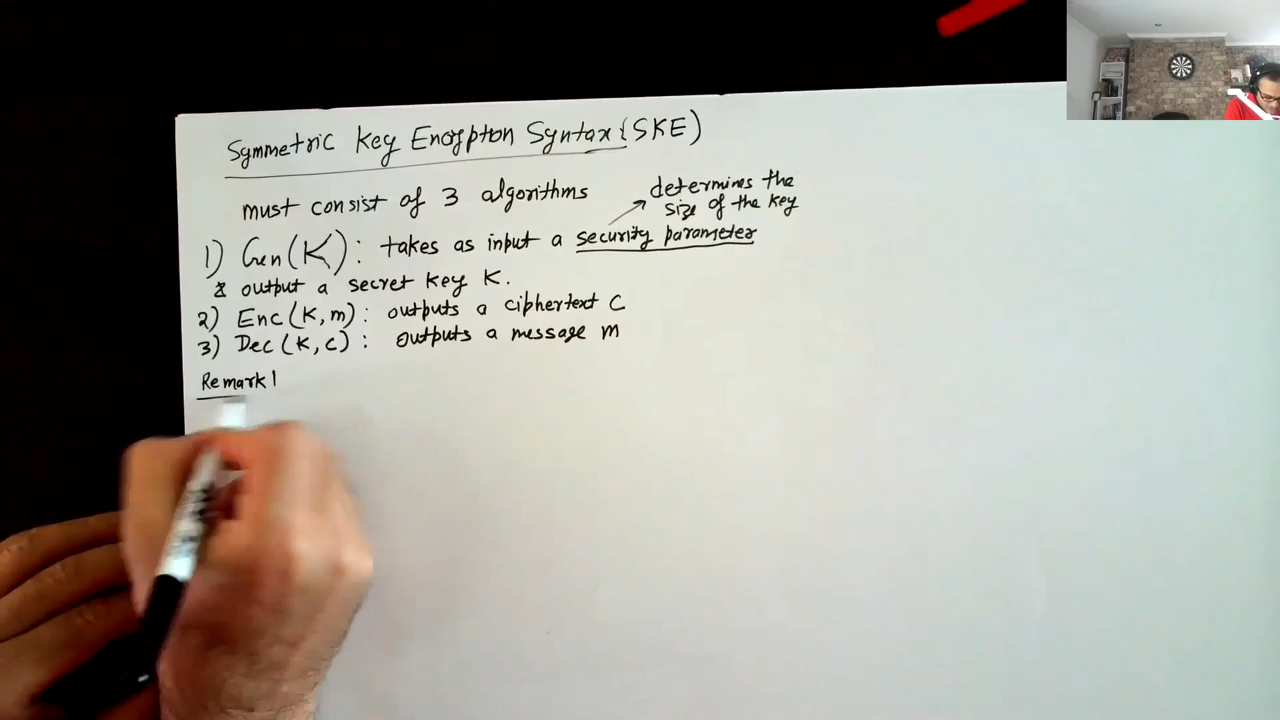 Symmetric Key Encryption Syntax (SKE)
must consist of 3 algorithms
determines the
size of the key
1) Gen(K): takes as input a security parameter
& output a secret key K.
2) Enc(K,m): outputs a ciphertext C
3) Dec(K,c): outputs a message m
Remark 1